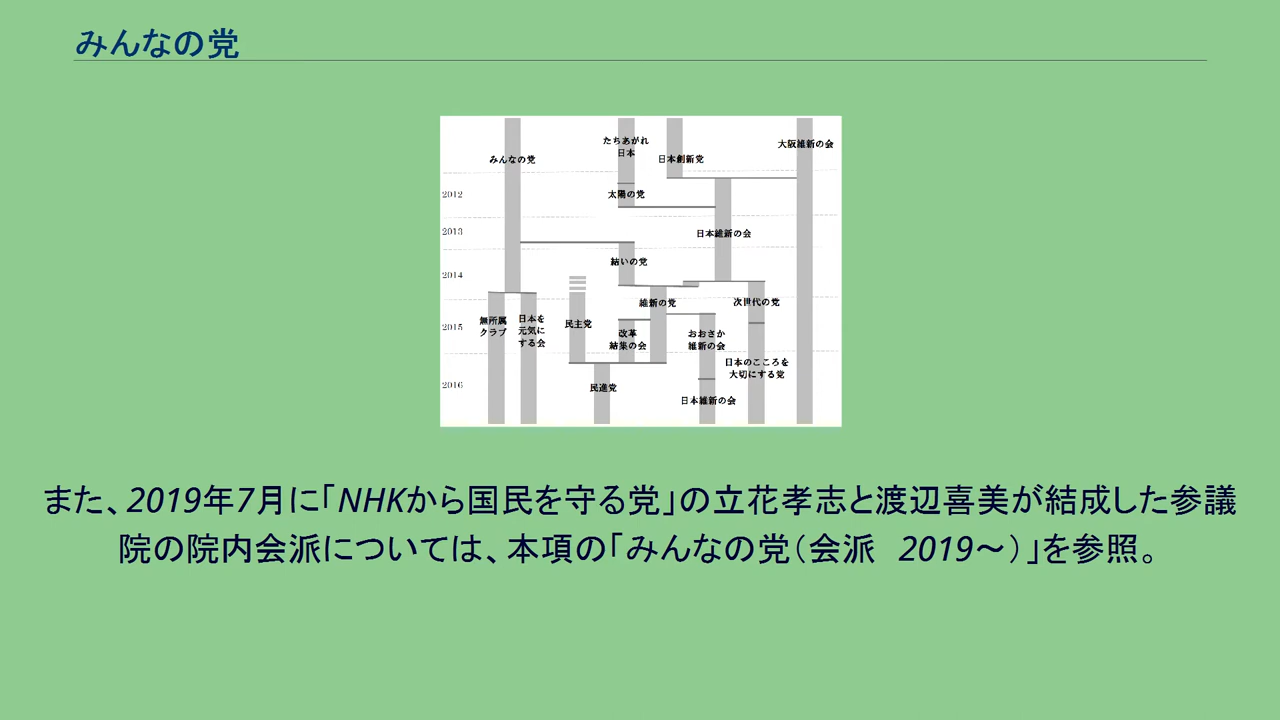 みんなの党
たちあがれ
日本
みんなの党
日本創新党
大阪維新の会
2012
太陽の党
2013
日本維新の会
結いの党
2014
維新の党
次世代の党
無所属
クラブ
日本を
元気に
する会
民主党
2015
改革
結集の会
おおさか
維新の会
日本のこころを
大切にする党
2016
民進党
日本維新の会
また、2019年7月に「NHKから国民を守る党」の立花孝志と渡辺喜美が結成した参議
院の院内会派については、本項の「みんなの党（会派　2019〜）」を参照。